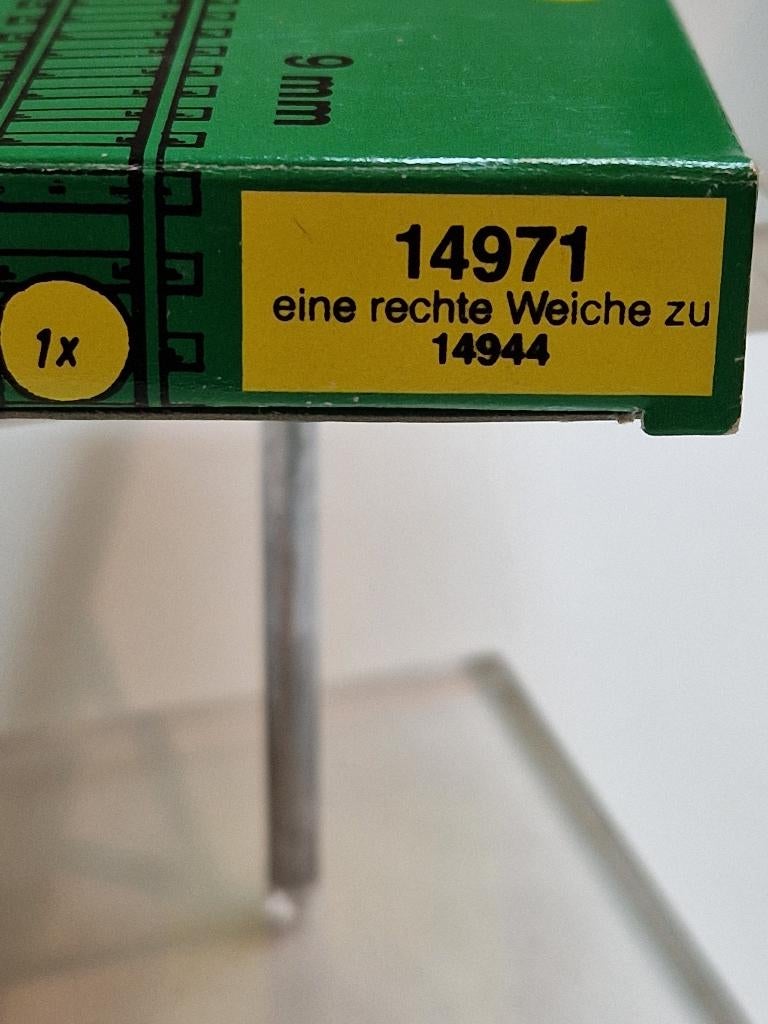 9 mm
14971
eine rechte Weiche zu
14944
1x